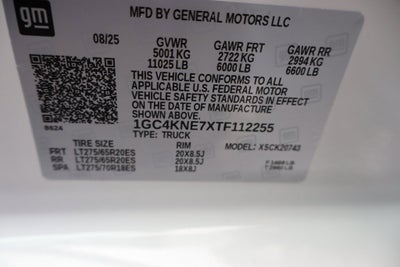 gm
MFD BY GENERAL MOTORS LLC
08/25 GVWR GAWR FRT GAWR RR
5001 KG 2722 KG 2994 KG
11025 LB 6000 LB 6600 LB
THIS VEHICLE CONFORMS TO ALL
APPLICABLE U.S. FEDERAL MOTOR
VEHICLE SAFETY STANDARDS IN
EFFECT ON THE DATE OF MANUFACTURE
SHOWN ABOVE.
1GC4KNE7XTF112255
TYPE: TRUCK
TIRE SIZE RIM MODEL:
FRT LT275/65R20ES 20X8.5J
RR LT275/65R20ES 20X8.5J
SPA LT275/70R18ES 18X8J